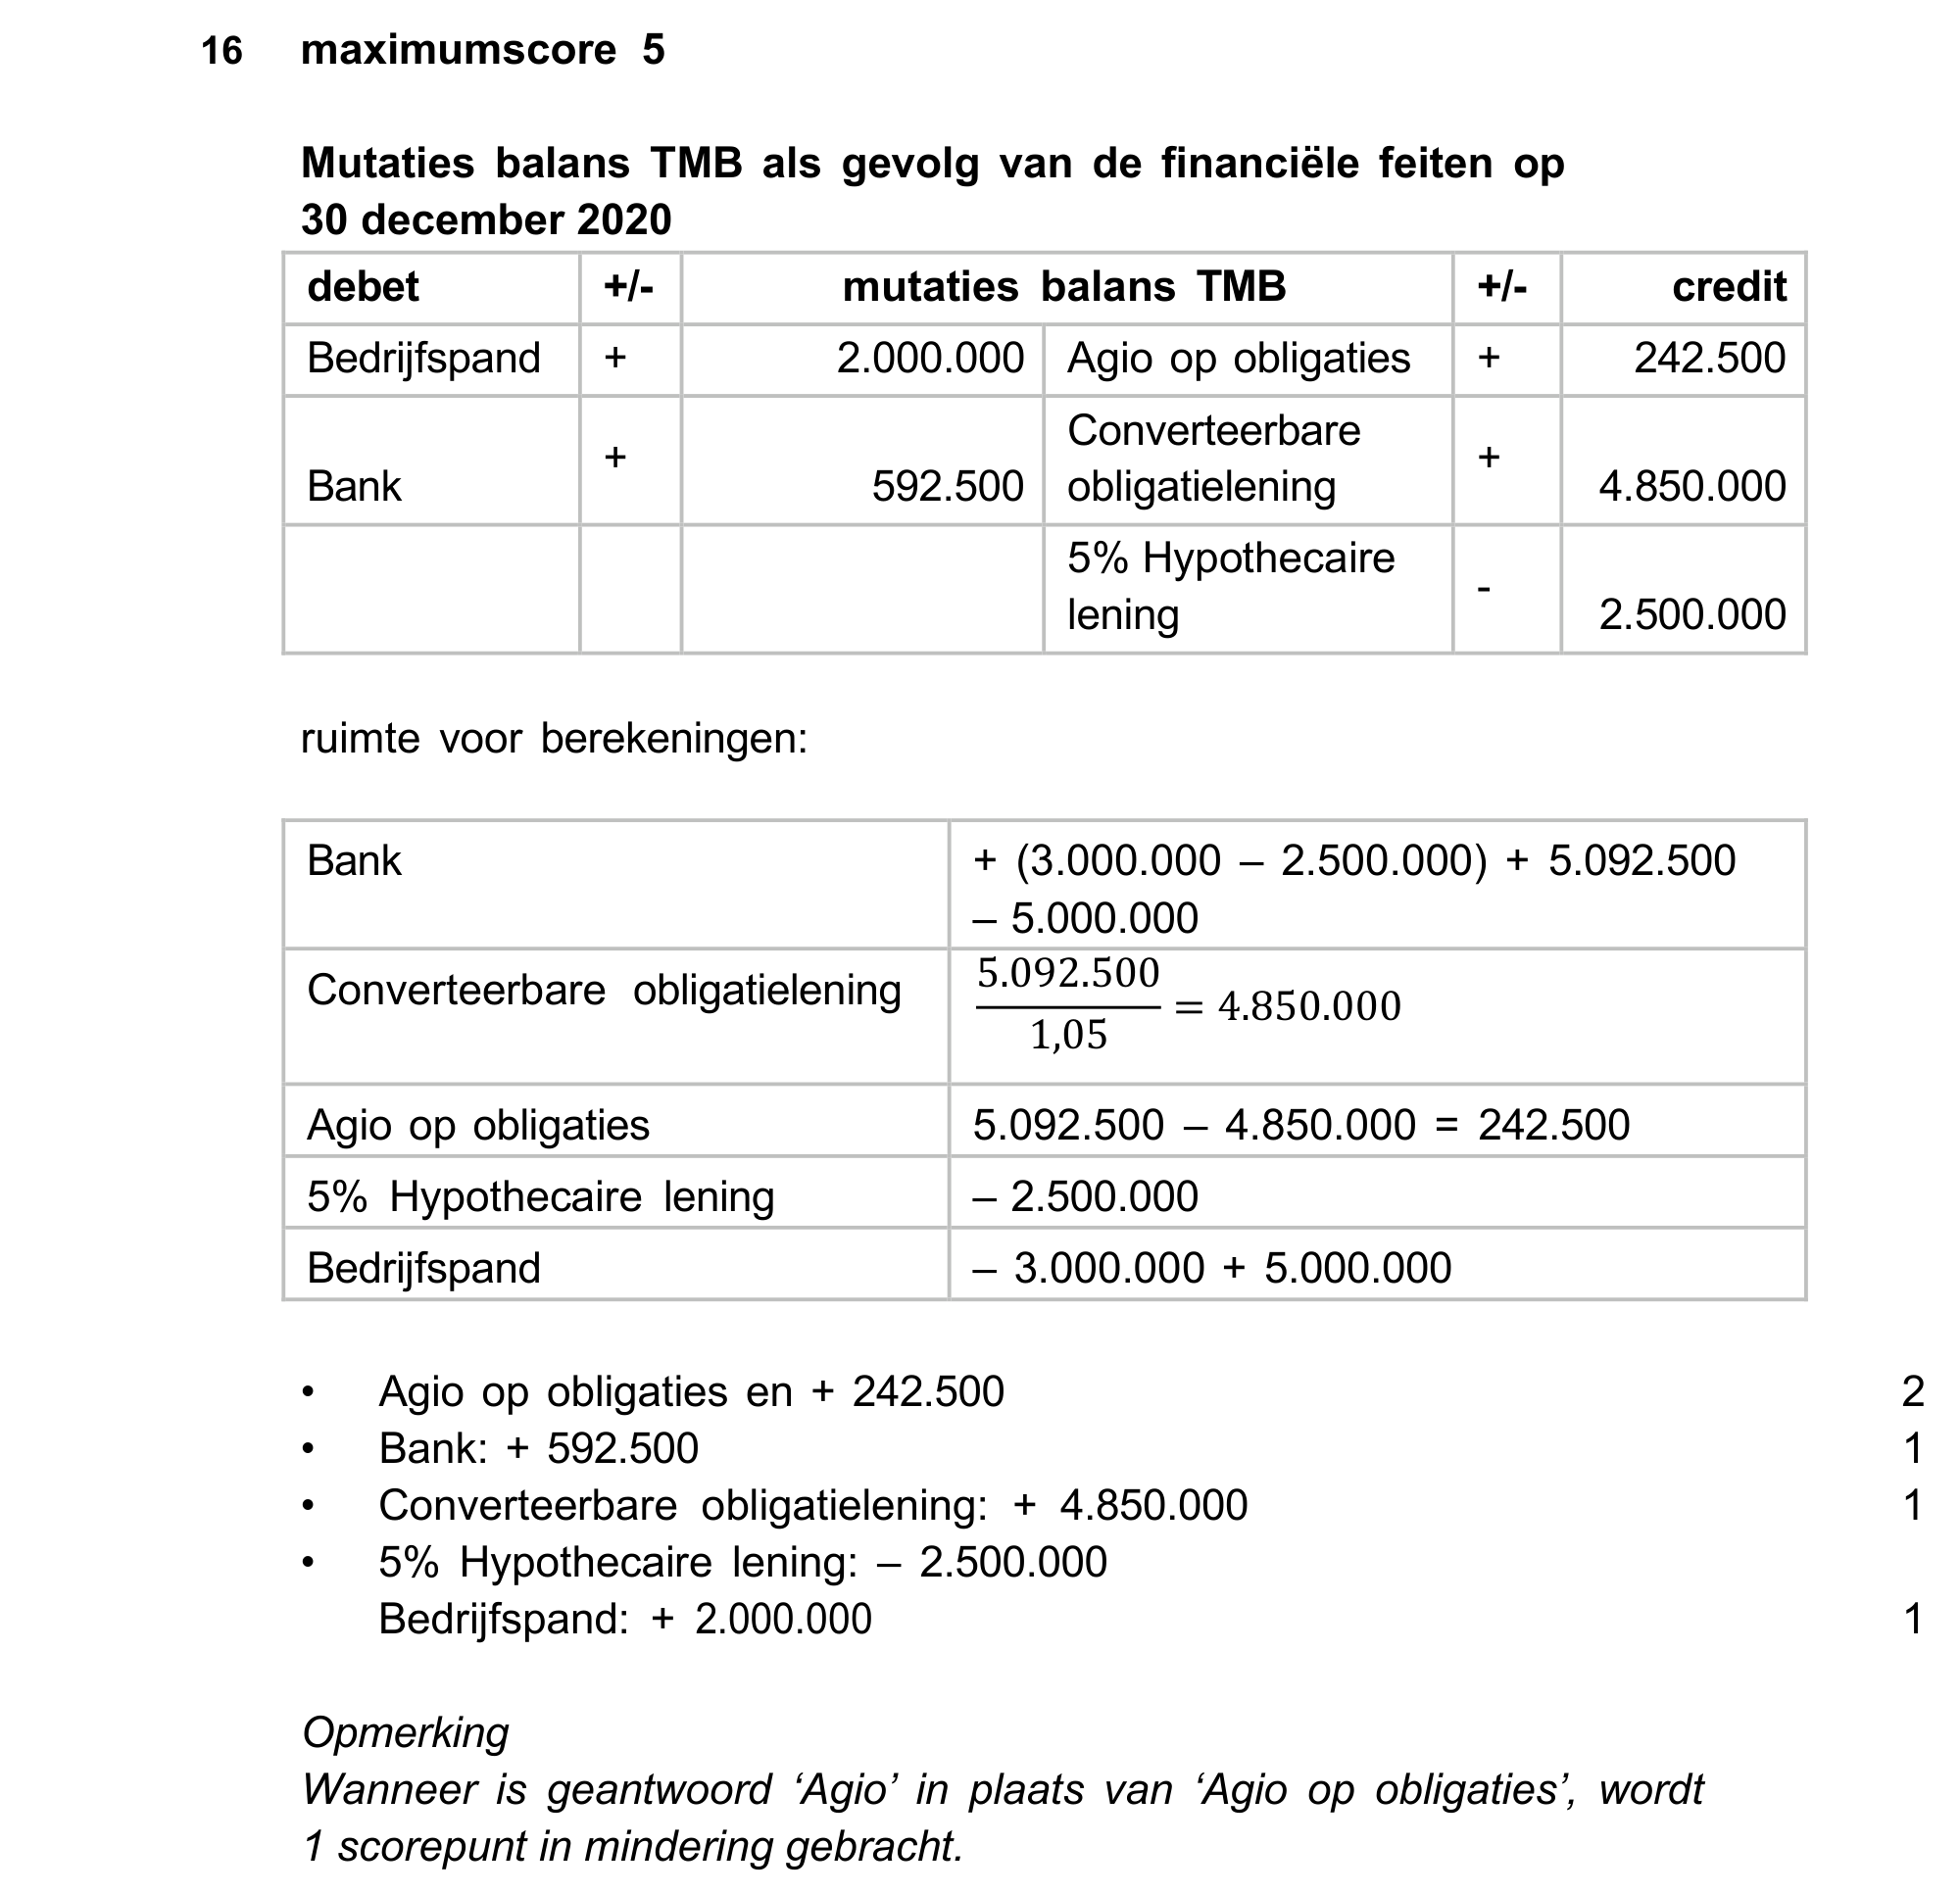 16 maximumscore 5
Mutaties balans TMB als gevolg van de financiële feiten op
30 december 2020
debet +/- mutaties balans TMB +/- credit
Bedrijfspand + 2.000.000 Agio op obligaties + 242.500
Bank + 592.500 Converteerbare
obligatielening + 4.850.000
5% Hypothecaire
lening - 2.500.000
ruimte voor berekeningen:
Bank + (3.000.000 – 2.500.000) + 5.092.500
– 5.000.000
Converteerbare obligatielening 5.092.500
1,05
= 4.850.000
Agio op obligaties 5.092.500 – 4.850.000 = 242.500
5% Hypothecaire lening – 2.500.000
Bedrijfspand – 3.000.000 + 5.000.000
• Agio op obligaties en + 242.500 2
• Bank: + 592.500 1
• Converteerbare obligatielening: + 4.850.000 1
• 5% Hypothecaire lening: – 2.500.000
Bedrijfspand: + 2.000.000 1
Opmerking
Wanneer is geantwoord ‘Agio’ in plaats van ‘Agio op obligaties’, wordt
1 scorepunt in mindering gebracht.